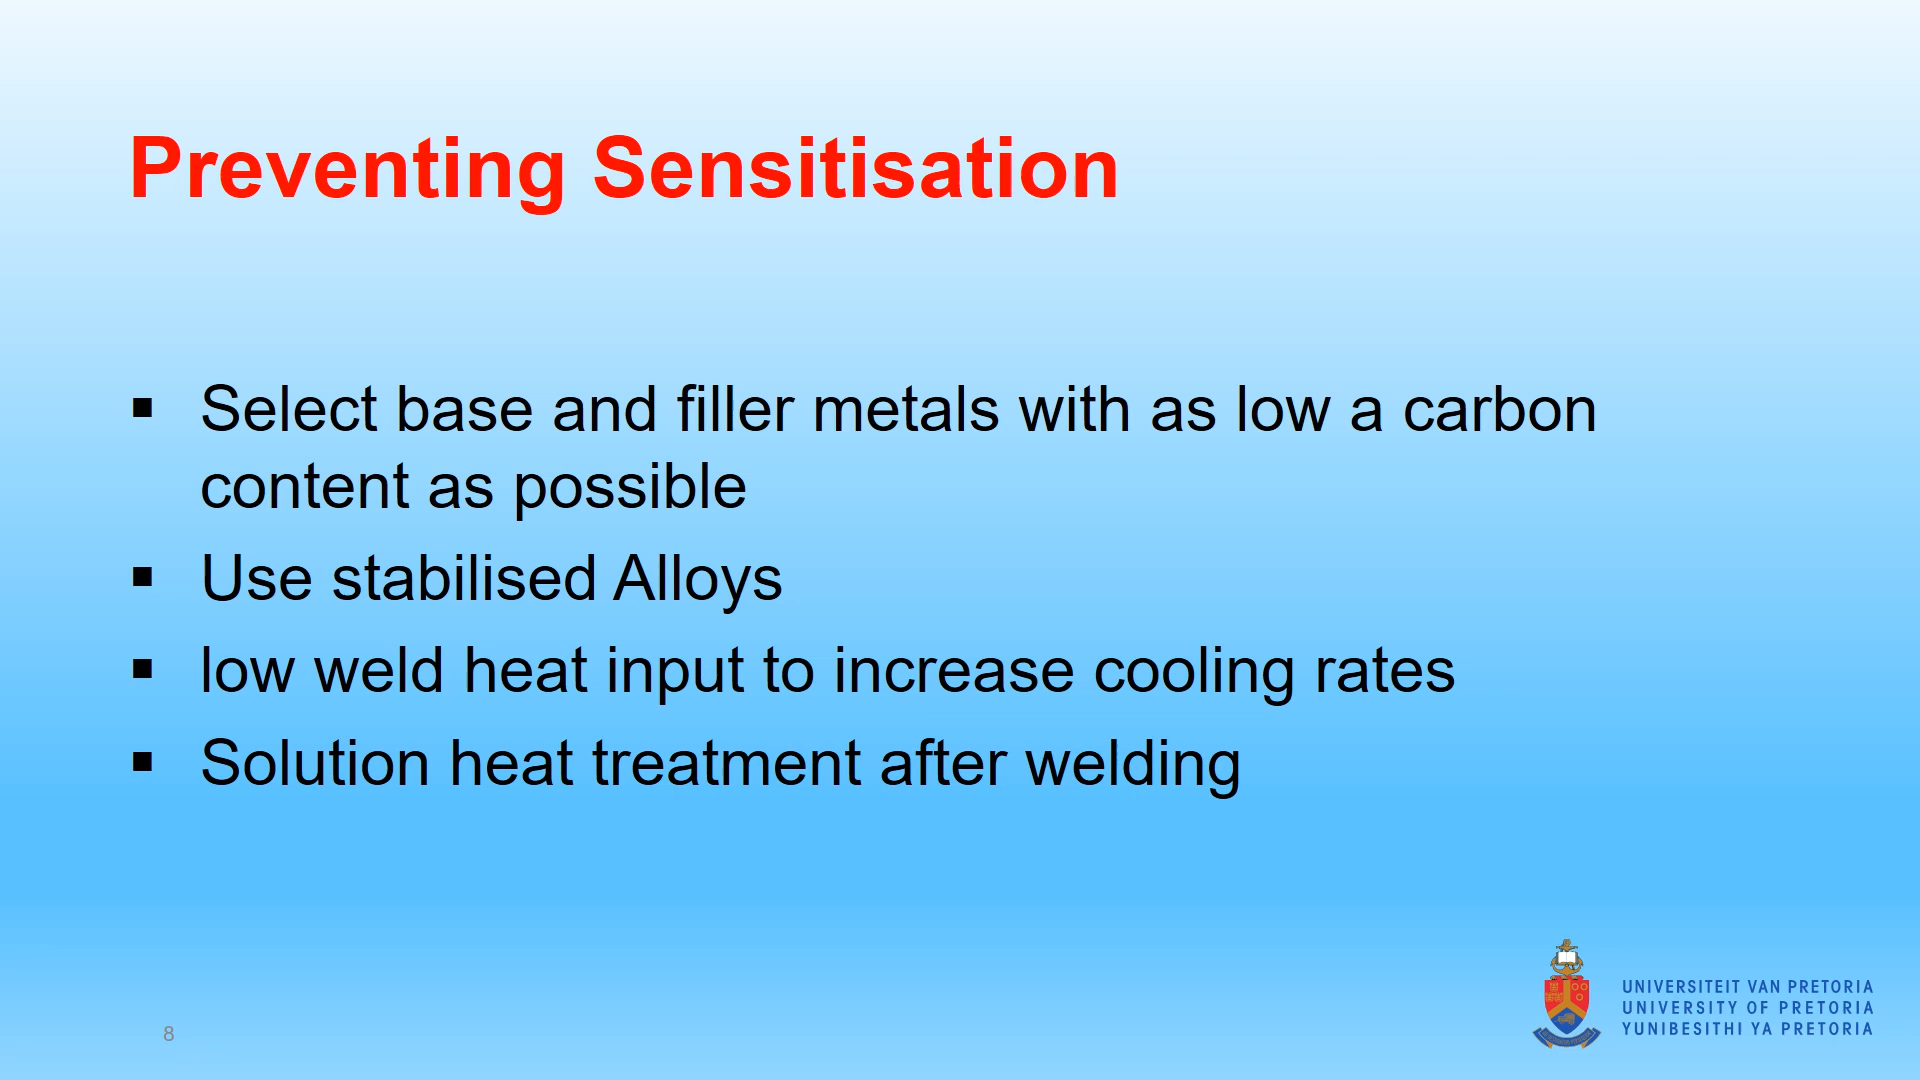 Preventing Sensitisation
▪ Select base and filler metals with as low a carbon
content as possible
▪ Use stabilised Alloys
▪ low weld heat input to increase cooling rates
▪ Solution heat treatment after welding
8
UNIVERSITEIT VAN PRETORIA
UNIVERSITY OF PRETORIA
YUNIBESITHI YA PRETORIA